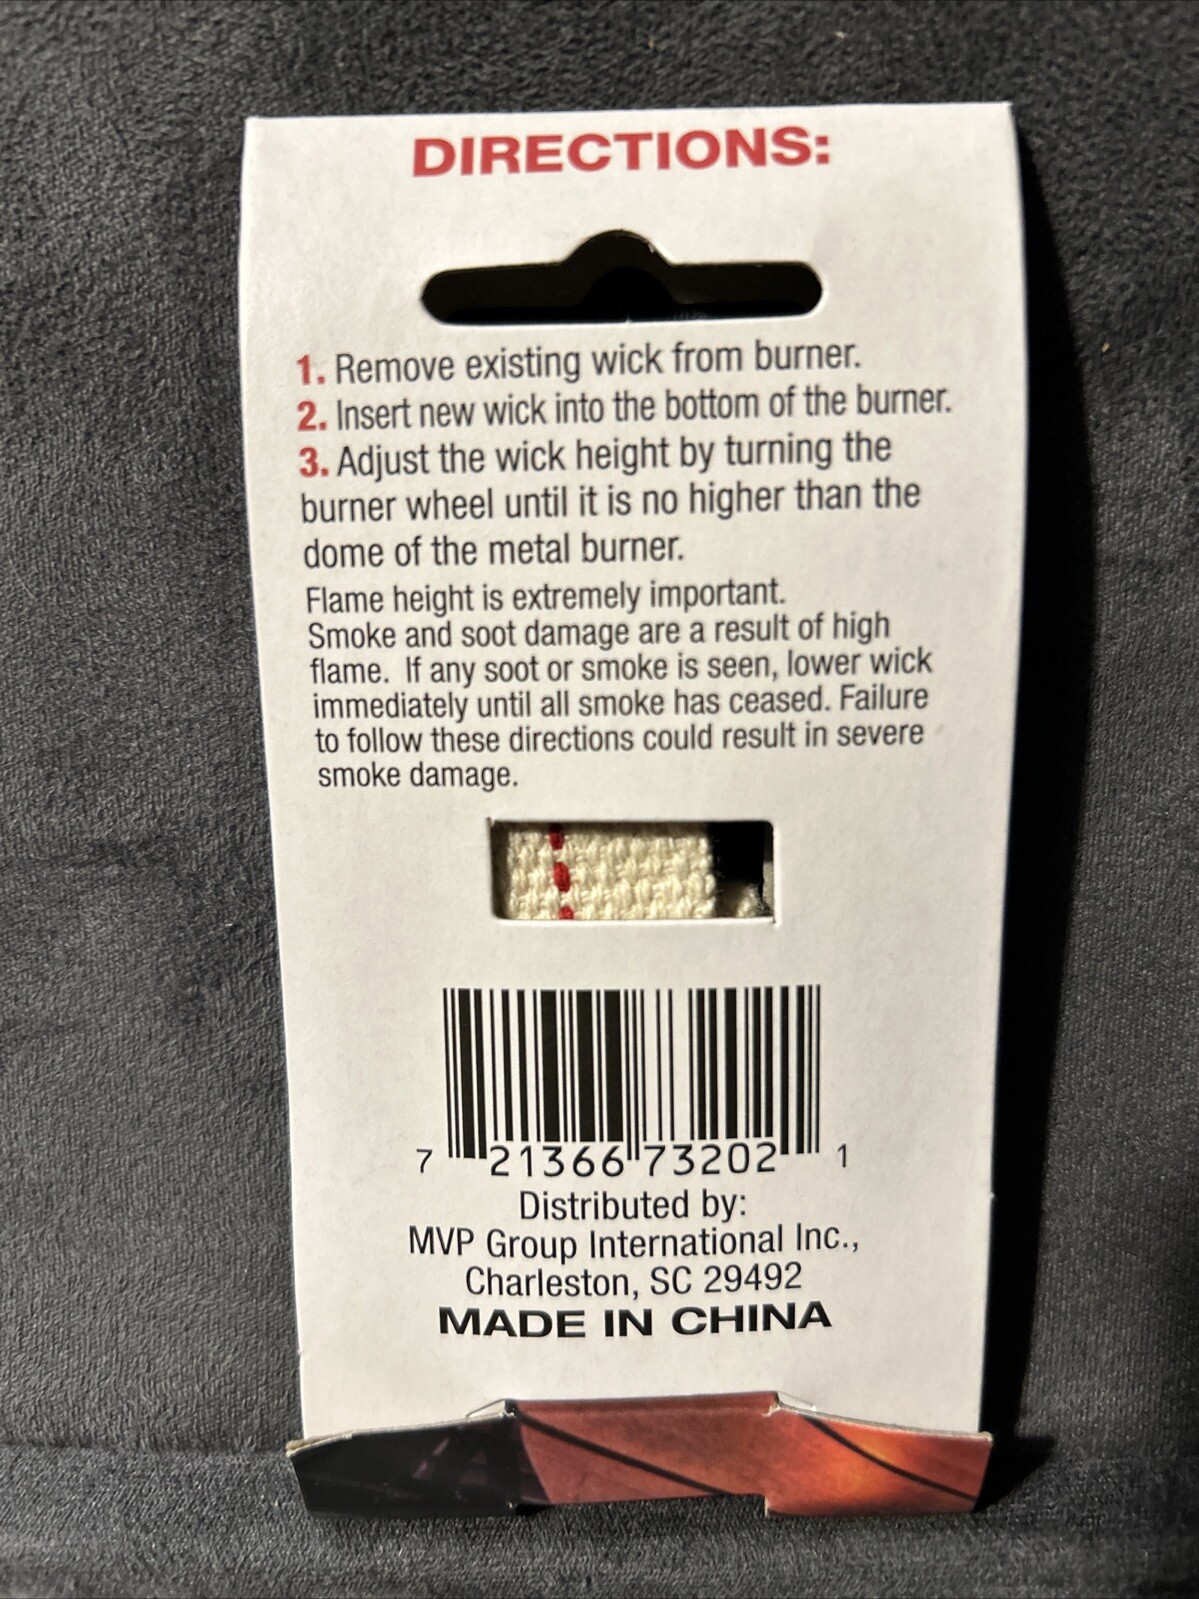 DIRECTIONS:
1. Remove existing wick from burner.
2. Insert new wick into the bottom of the burner.
3. Adjust the wick height by turning the
burner wheel until it is no higher than the
dome of the metal burner.
Flame height is extremely important.
Smoke and soot damage are a result of high
flame. If any soot or smoke is seen, lower wick
immediately until all smoke has ceased. Failure
to follow these directions could result in severe
smoke damage.
7 21366 73202 1
Distributed by:
MVP Group International Inc.,
Charleston, SC 29492
MADE IN CHINA